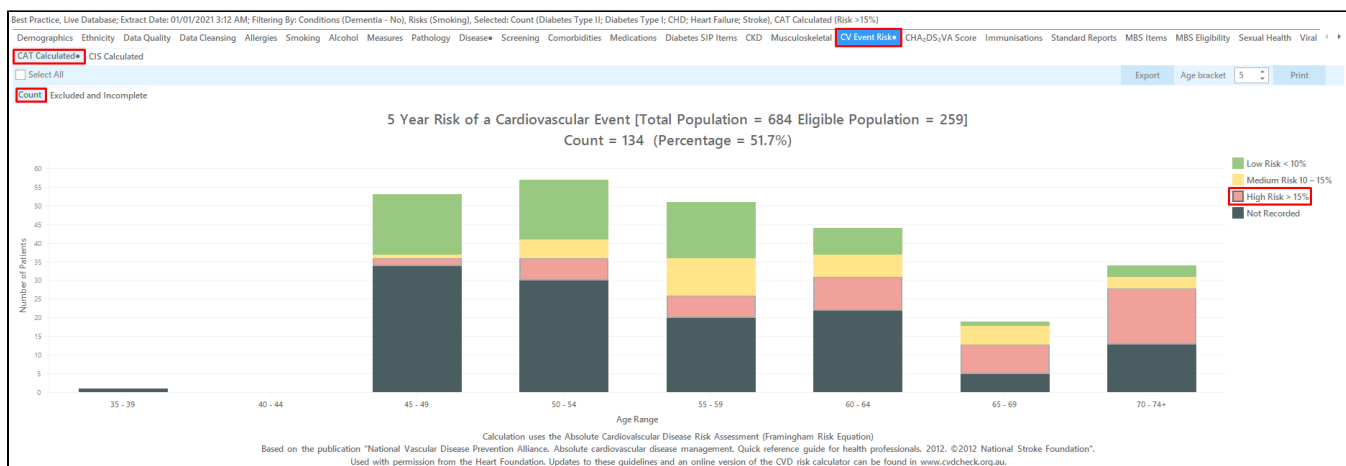 Best Practice, Live Database; Extract Date: 01/01/2021 3:12 AM; Filtering By: Conditions (Dementia - No), Risks (Smoking), Selected: Count (Diabetes Type II; Diabetes Type I; CHD; Heart Failure; Stroke), CAT Calculated (Risk >15%)
Demographics Ethnicity Data Quality Data Cleansing Allergies Smoking Alcohol Measures Pathology Disease• Screening Comorbidities Medications Diabetes SIP Items CKD Musculoskeletal CV Event Risk• CHA₂DS₂VA Score Immunisations Standard Reports MBS Items MBS Eligibility Sexual Health Viral
CAT Calculated• CIS Calculated
Select All Export Age bracket 5 Print
Count Excluded and Incomplete
5 Year Risk of a Cardiovascular Event [Total Population = 684 Eligible Population = 259]
Count = 134 (Percentage = 51.7%)
Low Risk < 10%
Medium Risk 10 – 15%
High Risk > 15%
Not Recorded
Number of Patients
60
55
50
45
40
35
30
25
20
15
10
5
0
35 - 39 40 - 44 45 - 49 50 - 54 55 - 59 60 - 64 65 - 69 70 - 74+
Age Range
Calculation uses the Absolute Cardiovalscular Disease Risk Assessment (Framingham Risk Equation)
Based on the publication "National Vascular Disease Prevention Alliance. Absolute cardiovascular disease management. Quick reference guide for health professionals. 2012. ©2012 National Stroke Foundation".
Used with permission from the Heart Foundation. Updates to these guidelines and an online version of the CVD risk calculator can be found in www.cvdcheck.org.au.